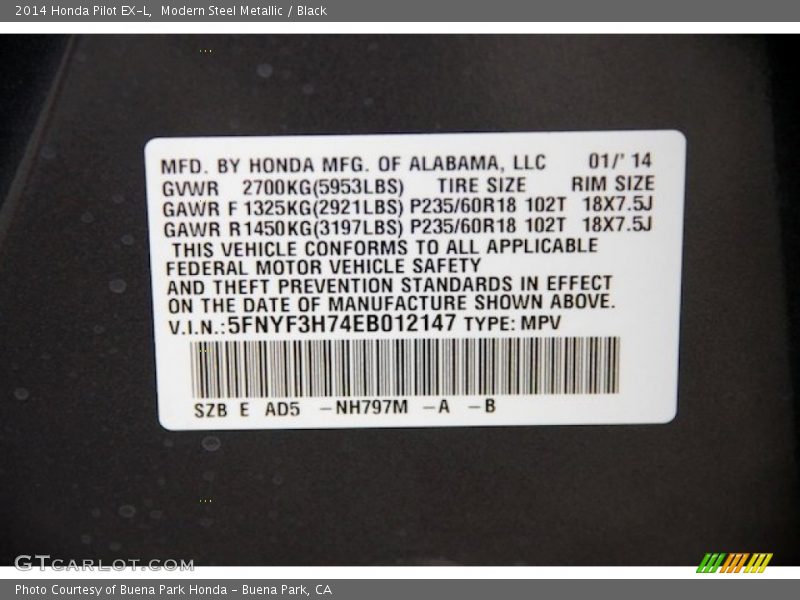 2014 Honda Pilot EX-L, Modern Steel Metallic / Black
MFD. BY HONDA MFG. OF ALABAMA, LLC 01/' 14
GVWR 2700KG(5953LBS) TIRE SIZE RIM SIZE
GAWR F 1325KG(2921LBS) P235/60R18 102T 18X7.5J
GAWR R1450KG(3197LBS) P235/60R18 102T 18X7.5J
THIS VEHICLE CONFORMS TO ALL APPLICABLE
FEDERAL MOTOR VEHICLE SAFETY
AND THEFT PREVENTION STANDARDS IN EFFECT
ON THE DATE OF MANUFACTURE SHOWN ABOVE.
V.I.N.:5FNYF3H74EB012147 TYPE: MPV
SZB E AD5 -NH797M -A -B
GTCARLOT.COM
Photo Courtesy of Buena Park Honda - Buena Park, CA